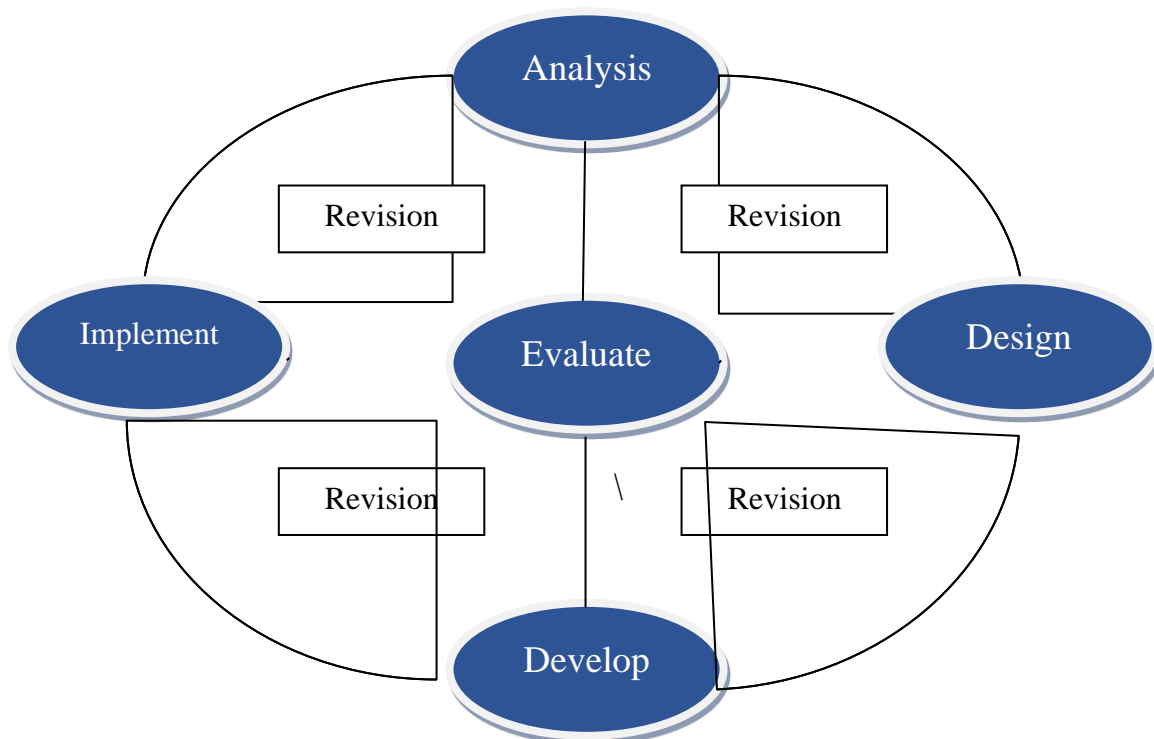 Analysis
Revision
Revision
Implement
Evaluate
Design
Revision
Revision
Develop